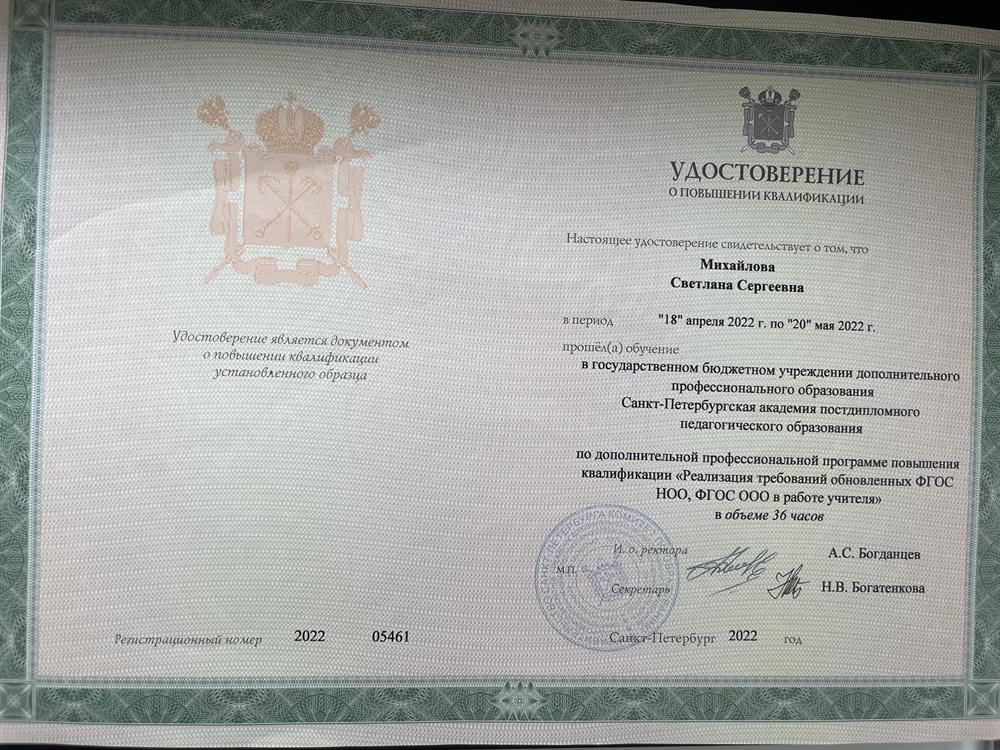 Удостоверение является документом
о повышении квалификации
установленного образца
Регистрационный номер 2022 05461
УДОСТОВЕРЕНИЕ
О ПОВЫШЕНИИ КВАЛИФИКАЦИИ
Настоящее удостоверение свидетельствует о том, что
Михайлова
Светлана Сергеевна
в период "18" апреля 2022 г. по "20" мая 2022 г.
прошёл(а) обучение
в государственном бюджетном учреждении дополнительного
профессионального образования
Санкт-Петербургская академия постдипломного
педагогического образования
по дополнительной профессиональной программе повышения
квалификации «Реализация требований обновленных ФГОС
НОО, ФГОС ООО в работе учителя»
в объеме 36 часов
И. о. ректора А.С. Богданцев
М.П.
Секретарь Н.В. Богатенкова
Санкт-Петербург 2022 год